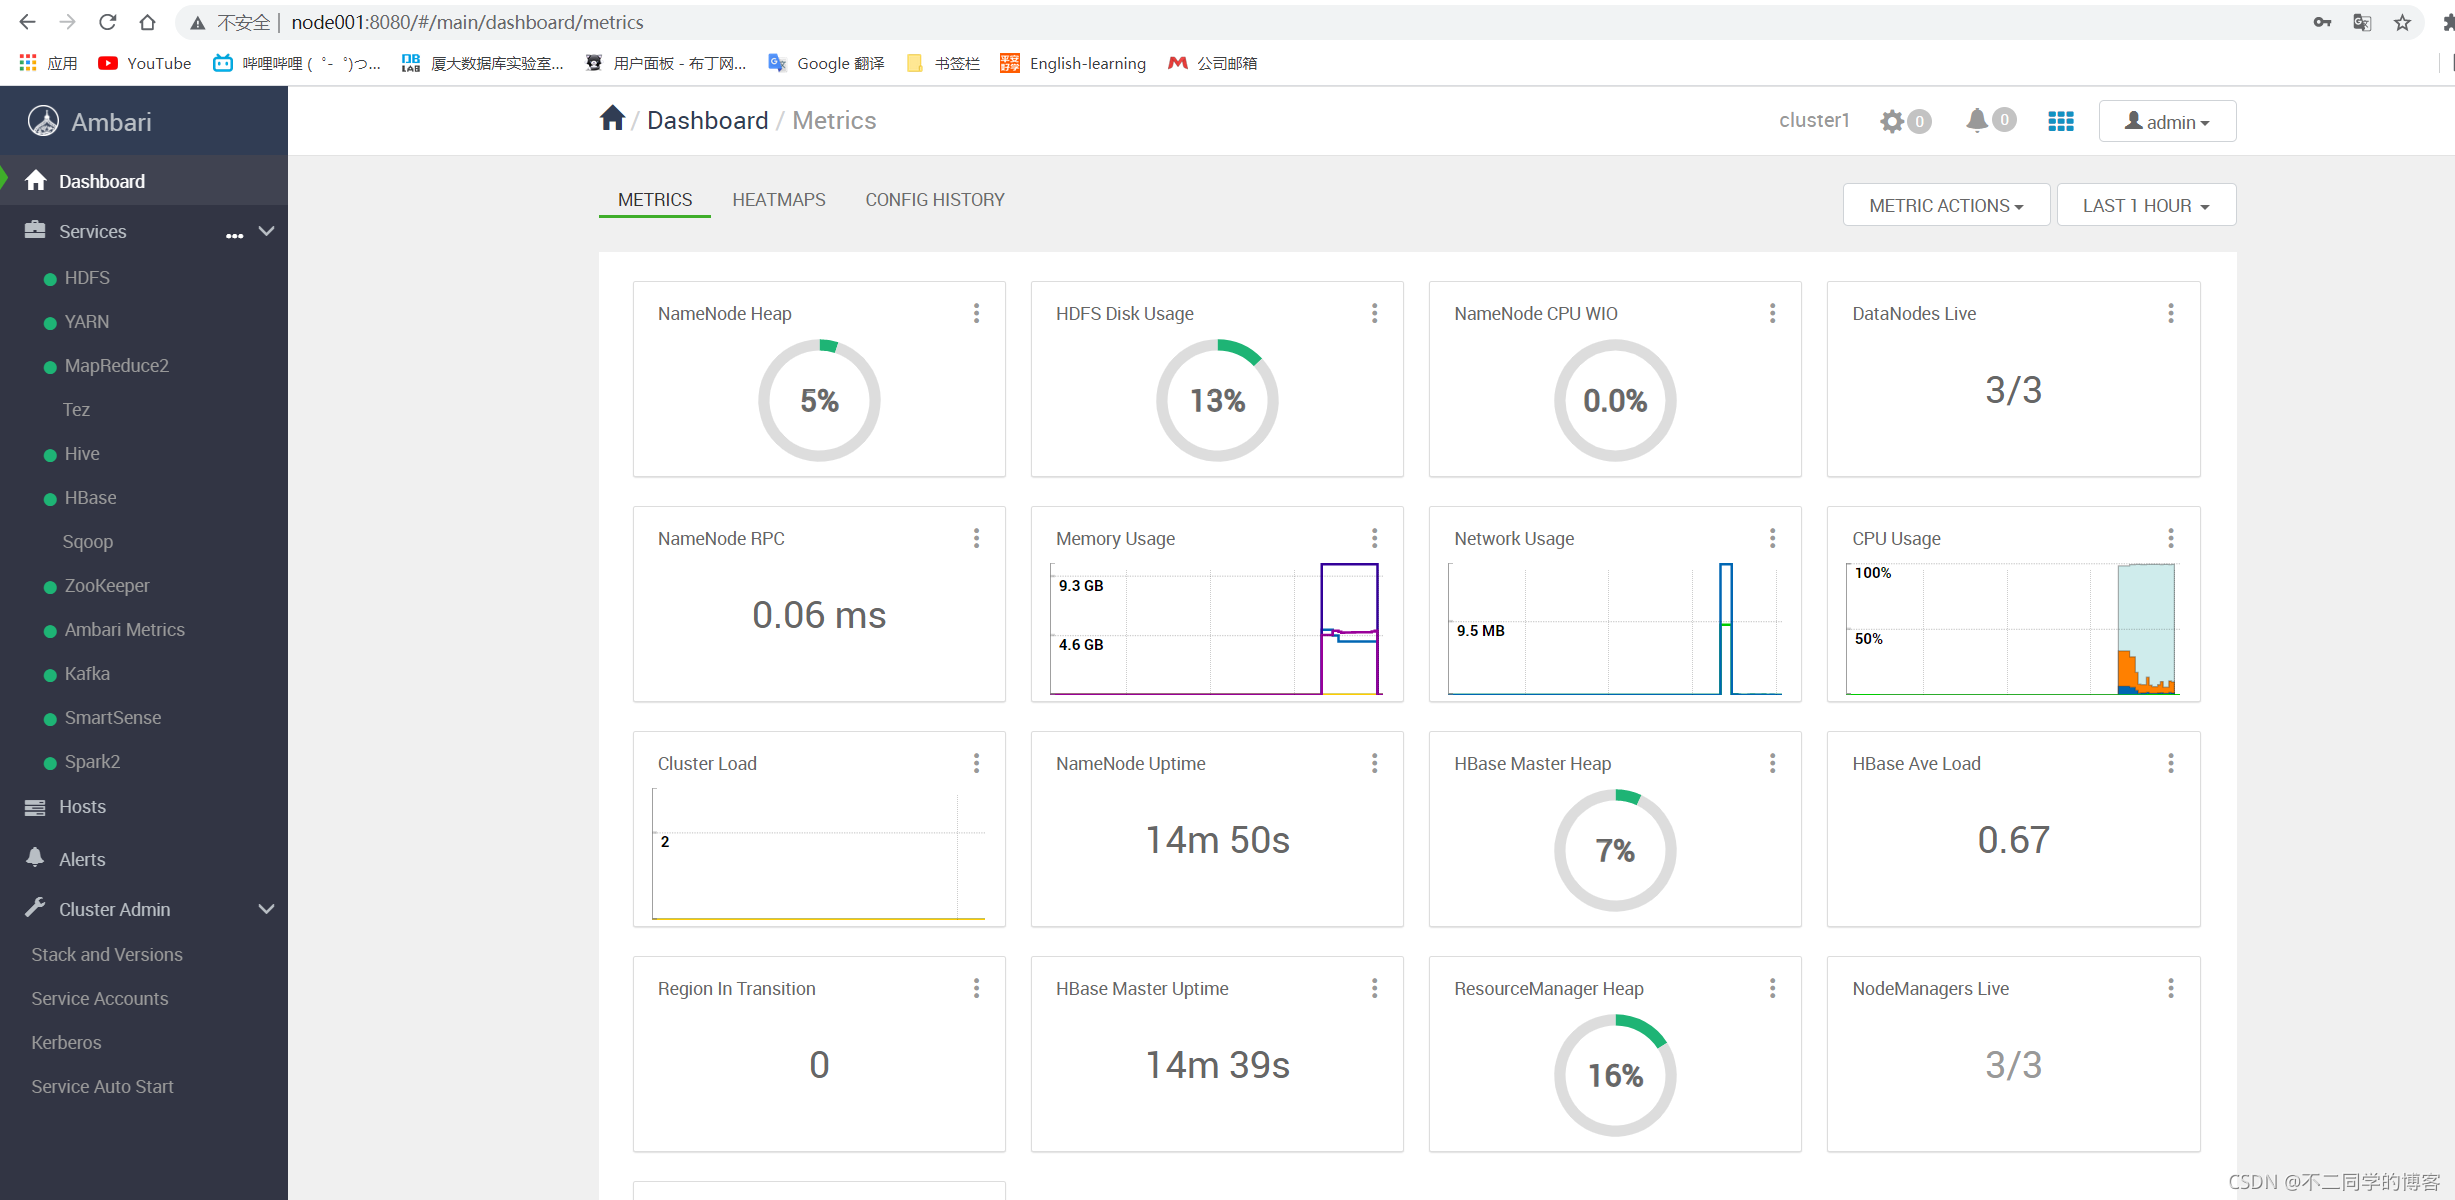 不安全 | node001:8080/#/main/dashboard/metrics
应用 YouTube 哔哩哔哩 ( ゜- ゜)つ... DB LAB 厦大数据库实验室... 用户面板 - 布丁网... Google 翻译 书签栏 平安好学 English-learning 公司邮箱
Ambari
/ Dashboard / Metrics
cluster1 0 0 admin
Dashboard
Services ...
HDFS
YARN
MapReduce2
Tez
Hive
HBase
Sqoop
ZooKeeper
Ambari Metrics
Kafka
SmartSense
Spark2
Hosts
Alerts
Cluster Admin
Stack and Versions
Service Accounts
Kerberos
Service Auto Start
METRICS HEATMAPS CONFIG HISTORY
METRIC ACTIONS LAST 1 HOUR
NameNode Heap
5%
HDFS Disk Usage
13%
NameNode CPU WIO
0.0%
DataNodes Live
3/3
NameNode RPC
0.06 ms
Memory Usage
9.3 GB
4.6 GB
Network Usage
9.5 MB
CPU Usage
100%
50%
Cluster Load
2
NameNode Uptime
14m 50s
HBase Master Heap
7%
HBase Ave Load
0.67
Region In Transition
0
HBase Master Uptime
14m 39s
ResourceManager Heap
16%
NodeManagers Live
3/3
CSDN @不二同学的博客